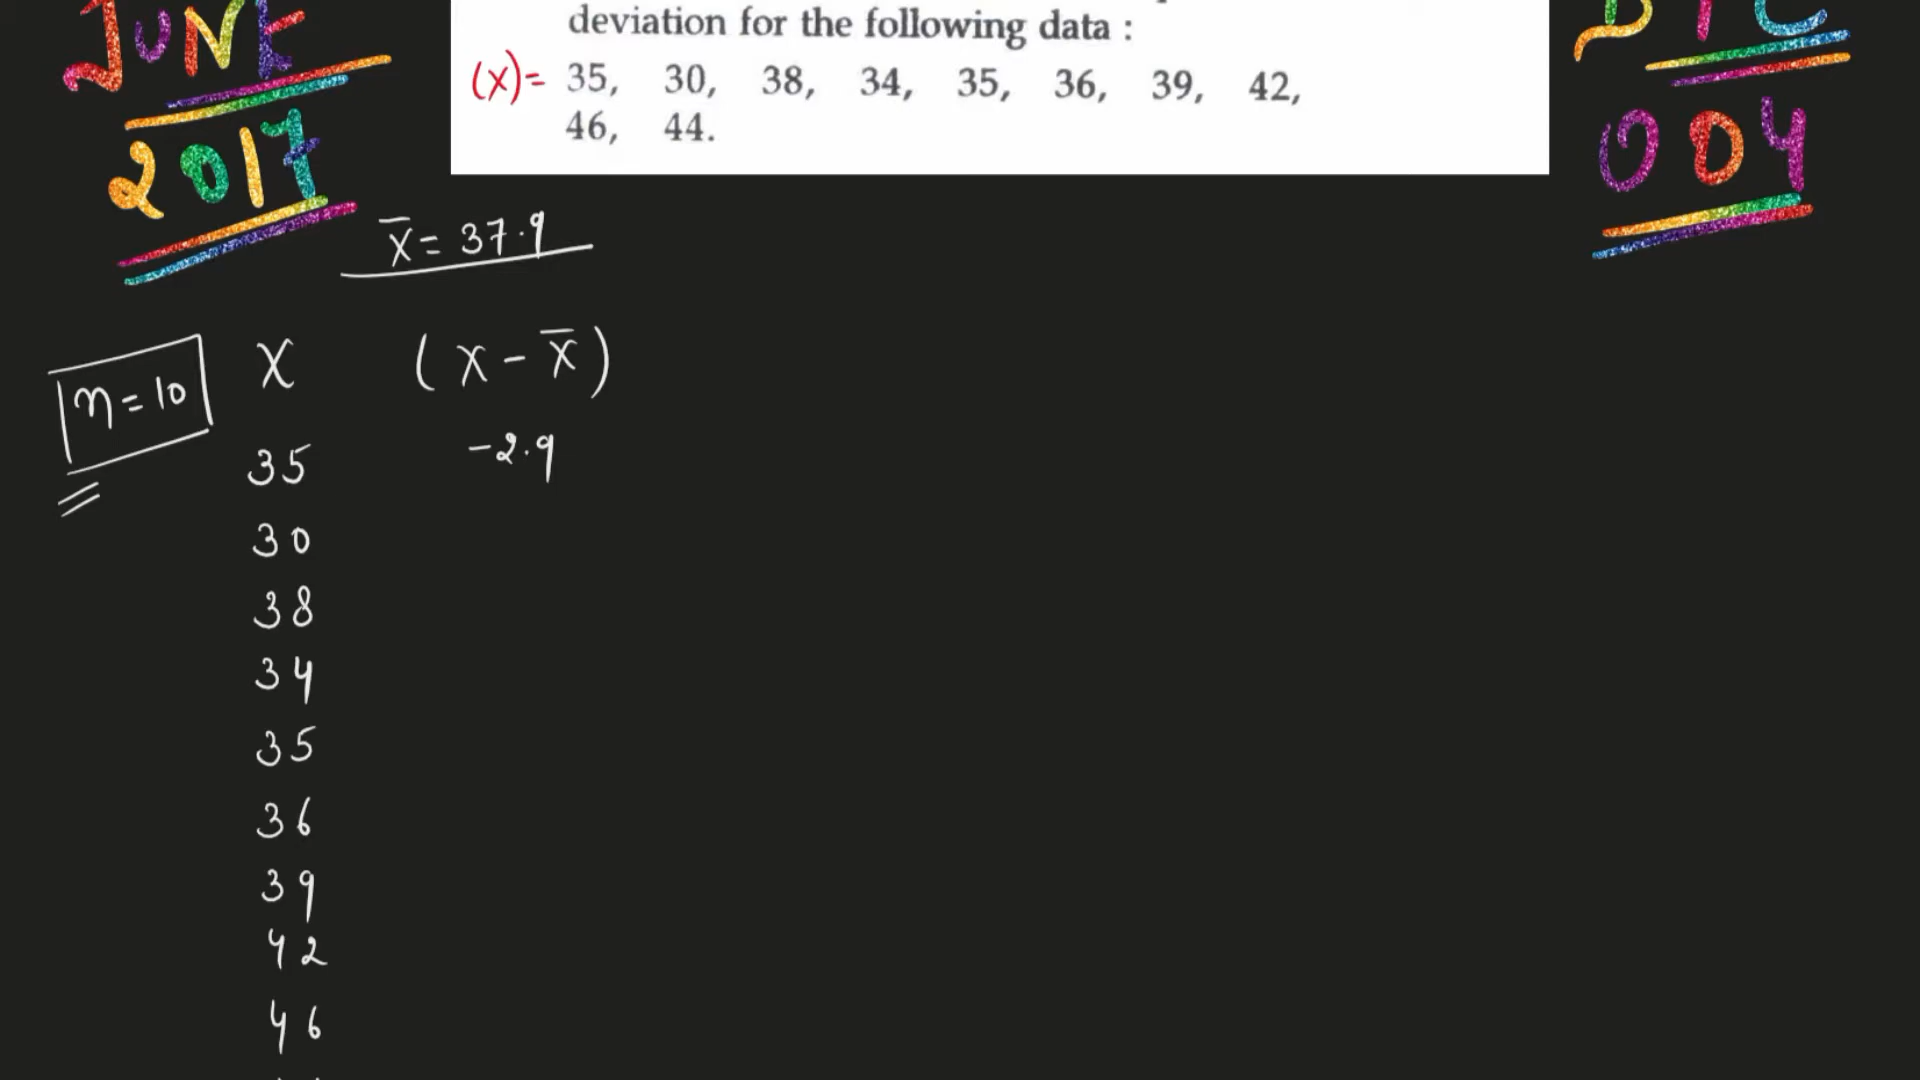 JUNE
2017
deviation for the following data :
(x)= 35, 30, 38, 34, 35, 36, 39, 42,
46, 44.
004
x̄ = 37.9
n=10
x (x - x̄)
35 -2.9
30
38
34
35
36
39
42
46